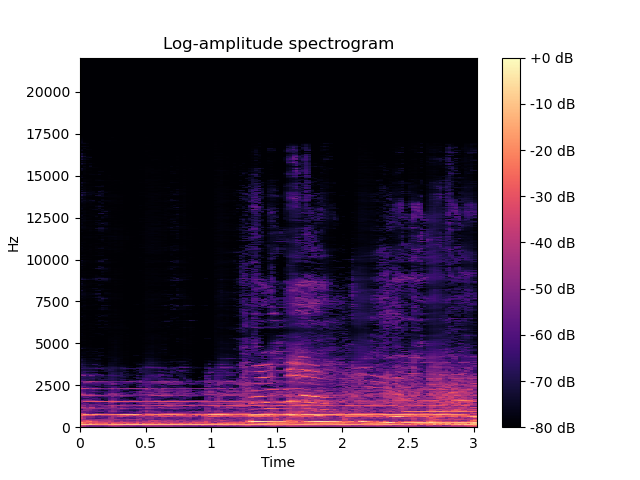 Log-amplitude spectrogram
Hz
20000
17500
15000
12500
10000
7500
5000
2500
0
0 0.5 1 1.5 2 2.5 3
Time
+0 dB
-10 dB
-20 dB
-30 dB
-40 dB
-50 dB
-60 dB
-70 dB
-80 dB